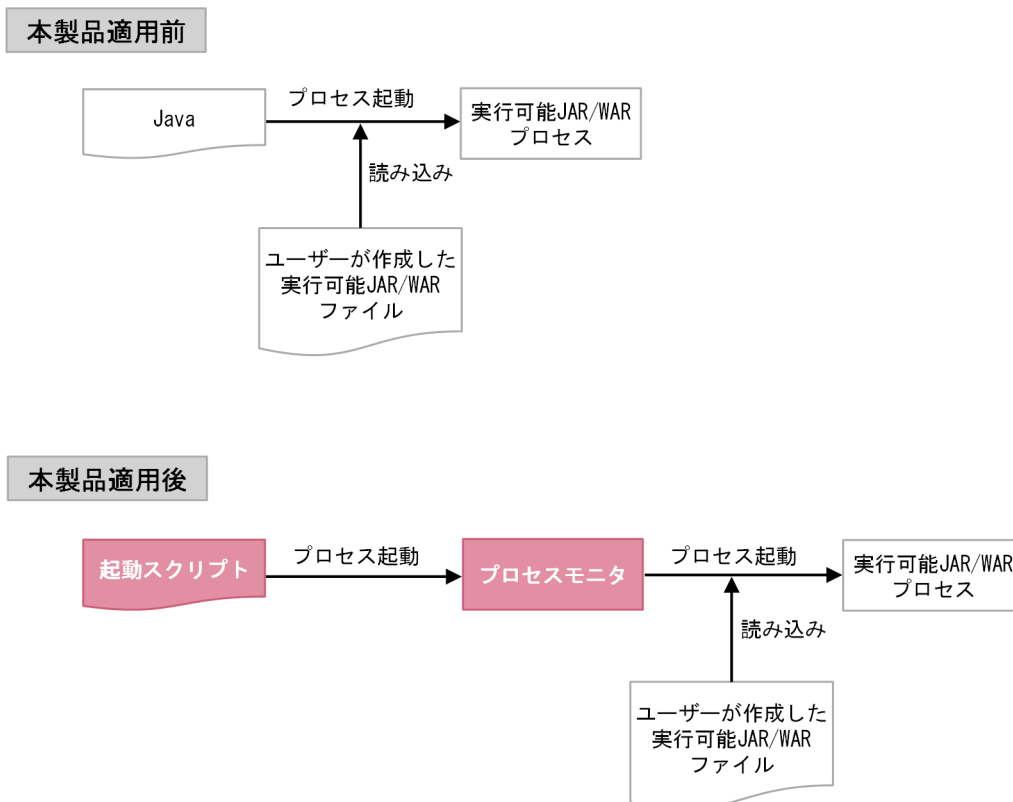 本製品適用前
Java
プロセス起動
実行可能JAR/WAR
プロセス
読み込み
ユーザーが作成した
実行可能JAR/WAR
ファイル
本製品適用後
起動スクリプト
プロセス起動
プロセスモニタ
プロセス起動
実行可能JAR/WAR
プロセス
読み込み
ユーザーが作成した
実行可能JAR/WAR
ファイル